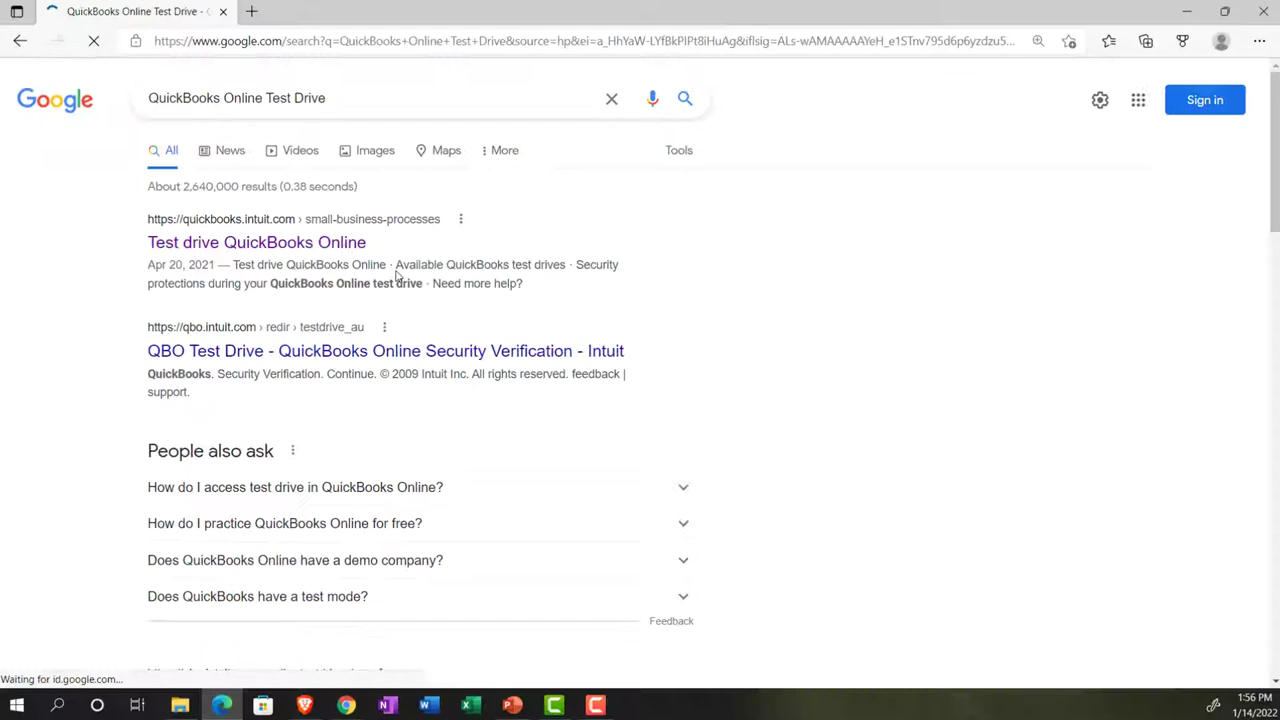 QuickBooks Online Test Drive -
https://www.google.com/search?q=QuickBooks+Online+Test+Drive&source=hp&ei=a_HhYaW-LYfBkPIPt8iHuAg&iflsig=ALs-wAMAAAAAYeH_e1STnv795d6p6yzdzu5...
Google
QuickBooks Online Test Drive
Sign in
All
News
Videos
Images
Maps
More
Tools
About 2,640,000 results (0.38 seconds)
https://quickbooks.intuit.com › small-business-processes
Test drive QuickBooks Online
Apr 20, 2021 — Test drive QuickBooks Online · Available QuickBooks test drives · Security
protections during your QuickBooks Online test drive · Need more help?
https://qbo.intuit.com › redir › testdrive_au
QBO Test Drive - QuickBooks Online Security Verification - Intuit
QuickBooks. Security Verification. Continue. © 2009 Intuit Inc. All rights reserved. feedback |
support.
People also ask
How do I access test drive in QuickBooks Online?
How do I practice QuickBooks Online for free?
Does QuickBooks Online have a demo company?
Does QuickBooks have a test mode?
Feedback
Waiting for id.google.com...
1:56 PM
1/14/2022